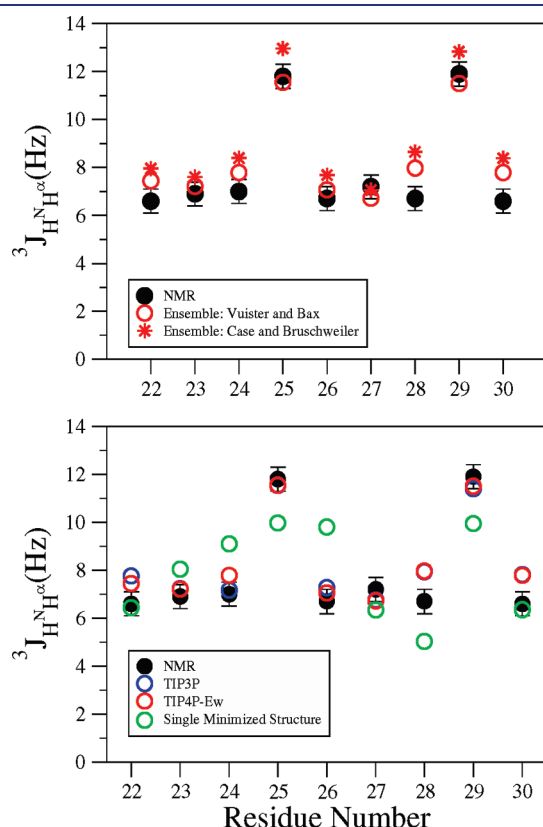 14
12
10
8
6
4
2
0
³J_HᴺHᵅ(Hz)
NMR
Ensemble: Vuister and Bax
Ensemble: Case and Bruschweiler
22 23 24 25 26 27 28 29 30
14
12
10
8
6
4
2
0
³J_HᴺHᵅ(Hz)
NMR
TIP3P
TIP4P-Ew
Single Minimized Structure
22 23 24 25 26 27 28 29 30
Residue Number